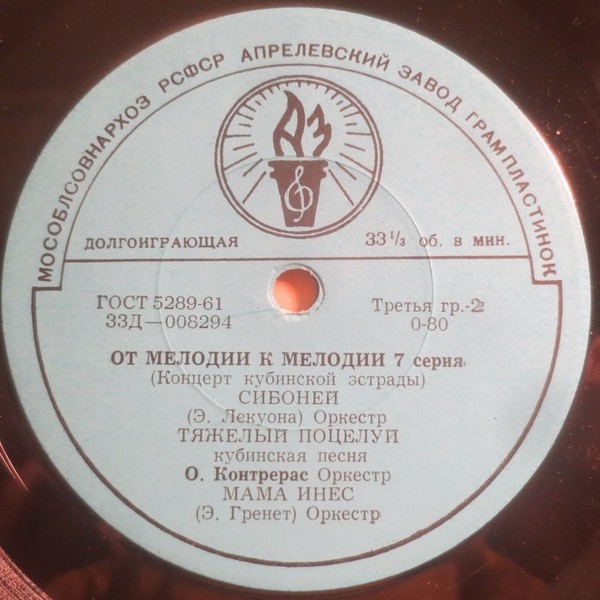 МОСОБЛСОВНАРХОЗ РСФСР АПРЕЛЕВСКИЙ ЗАВОД ГРАМПЛАСТИНОК
АЗ
ДОЛГОИГРАЮЩАЯ 33 1/3 об. в мин.
ГОСТ 5289-61 Третья гр.-2
33Д—008294 0-80
ОТ МЕЛОДИИ К МЕЛОДИИ 7 серия
(Концерт кубинской эстрады)
СИБОНЕЙ
(Э. Лекуона) Оркестр
ТЯЖЕЛЫЙ ПОЦЕЛУЙ
кубинская песня
О. Контрерас Оркестр
МАМА ИНЕС
(Э. Гренет) Оркестр